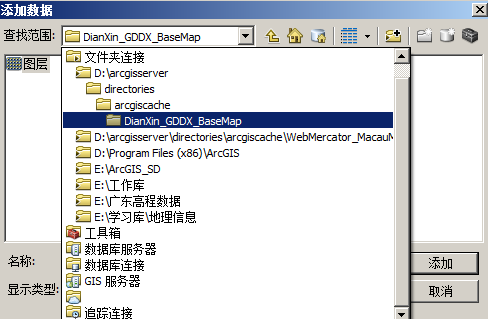 添加数据
查找范围: DianXin_GDDX_BaseMap
图层
文件夹连接
D:\arcgisserver
directories
arcgiscache
DianXin_GDDX_BaseMap
D:\arcgisserver\directories\arcgiscache\WebMercator_MacauM
D:\Program Files (x86)\ArcGIS
E:\ArcGIS_SD
E:\工作库
E:\广东高程数据
E:\学习库\地理信息
工具箱
数据库服务器
数据库连接
GIS 服务器
追踪连接
名称:
添加
显示类型:
取消